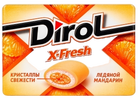 Dirol
X-Fresh
КРИСТАЛЛЫ
СВЕЖЕСТИ
ЛЕДЯНОЙ
МАНДАРИН